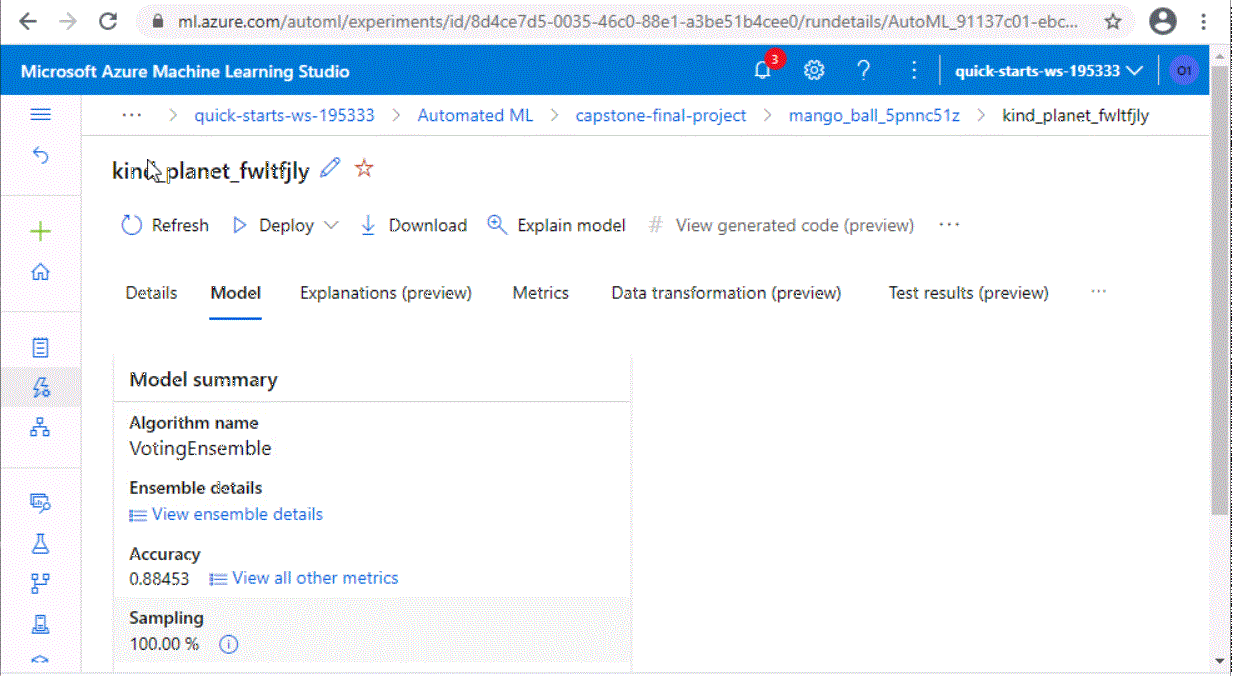 ml.azure.com/automl/experiments/id/8d4ce7d5-0035-46c0-88e1-a3be51b4cee0/rundetails/AutoML_91137c01-ebc...
Microsoft Azure Machine Learning Studio 3 ? quick-starts-ws-195333 O1
... > quick-starts-ws-195333 > Automated ML > capstone-final-project > mango_ball_5pnnc51z > kind_planet_fwltfjly
kind_planet_fwltfjly
Refresh Deploy Download Explain model # View generated code (preview) ...
Details Model Explanations (preview) Metrics Data transformation (preview) Test results (preview) ...
Model summary
Algorithm name
VotingEnsemble
Ensemble details
View ensemble details
Accuracy
0.88453 View all other metrics
Sampling
100.00 %